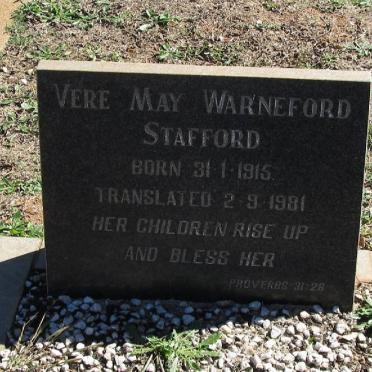 VERE MAY WARNEFORD
STAFFORD
BORN 31-1-1915.
TRANSLATED 2-9-1981
HER CHILDREN RISE UP
AND BLESS HER
PROVERBS-31:28